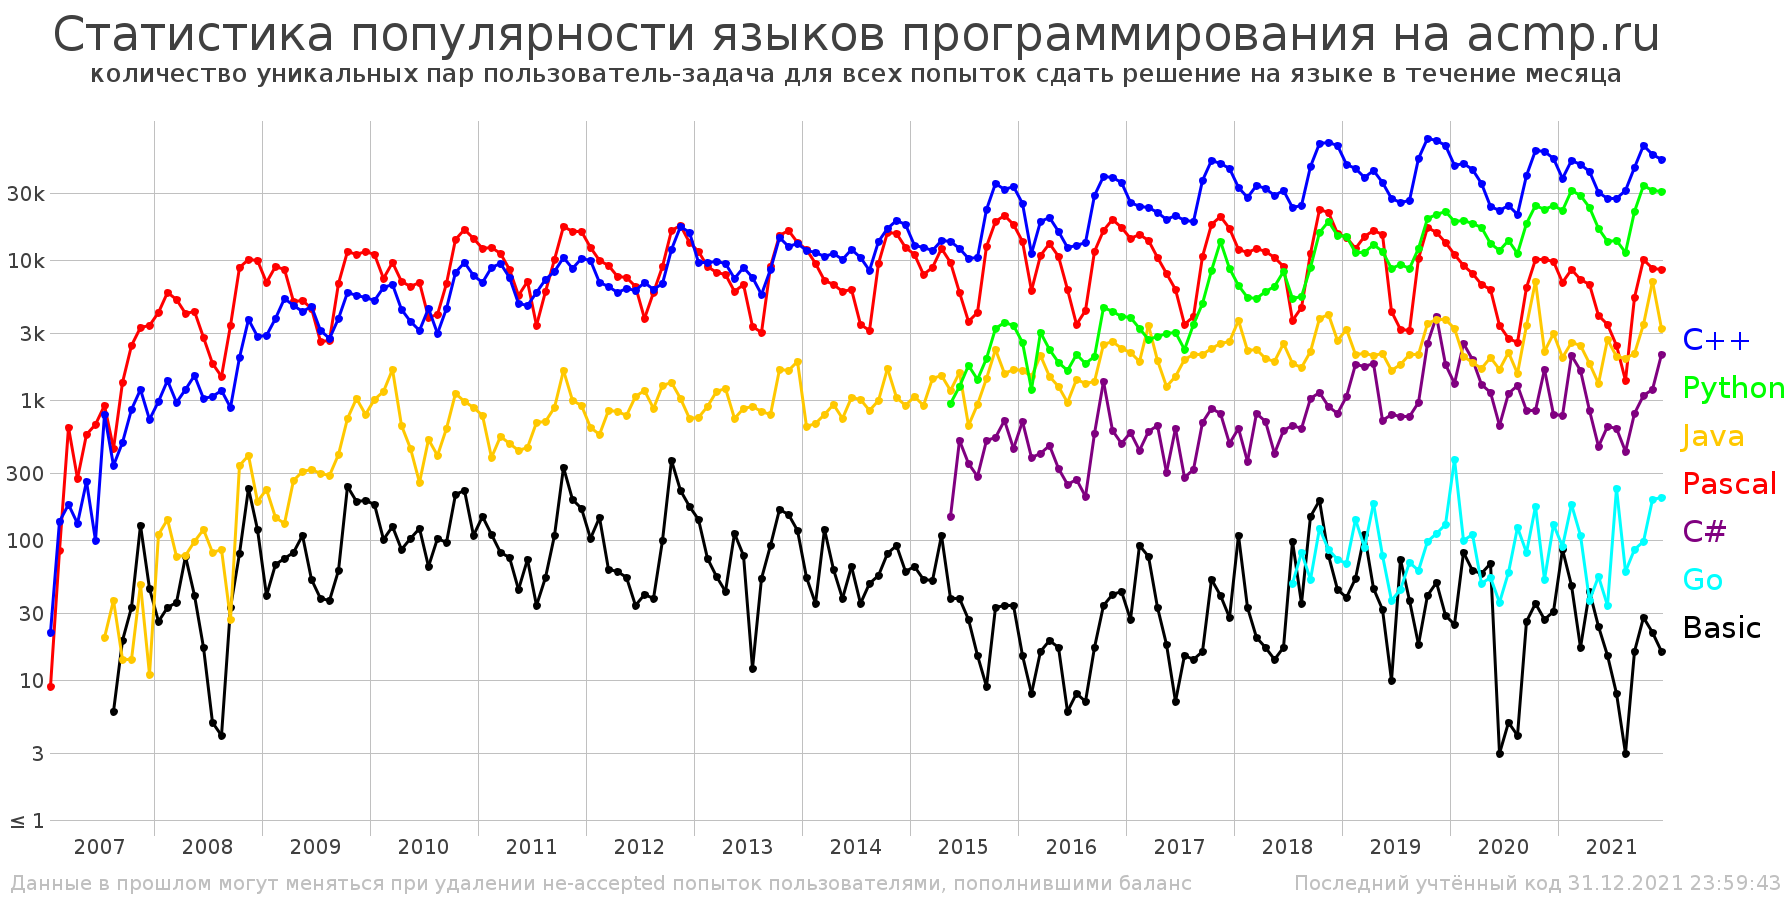 Статистика популярности языков программирования на acmp.ru
количество уникальных пар пользователь-задача для всех попыток сдать решение на языке в течение месяца
30k
10k
3k
1k
300
100
30
10
3
≤ 1
C++
Python
Java
Pascal
C#
Go
Basic
2007 2008 2009 2010 2011 2012 2013 2014 2015 2016 2017 2018 2019 2020 2021
Данные в прошлом могут меняться при удалении не-accepted попыток пользователями, пополнившими баланс
Последний учтённый код 31.12.2021 23:59:43